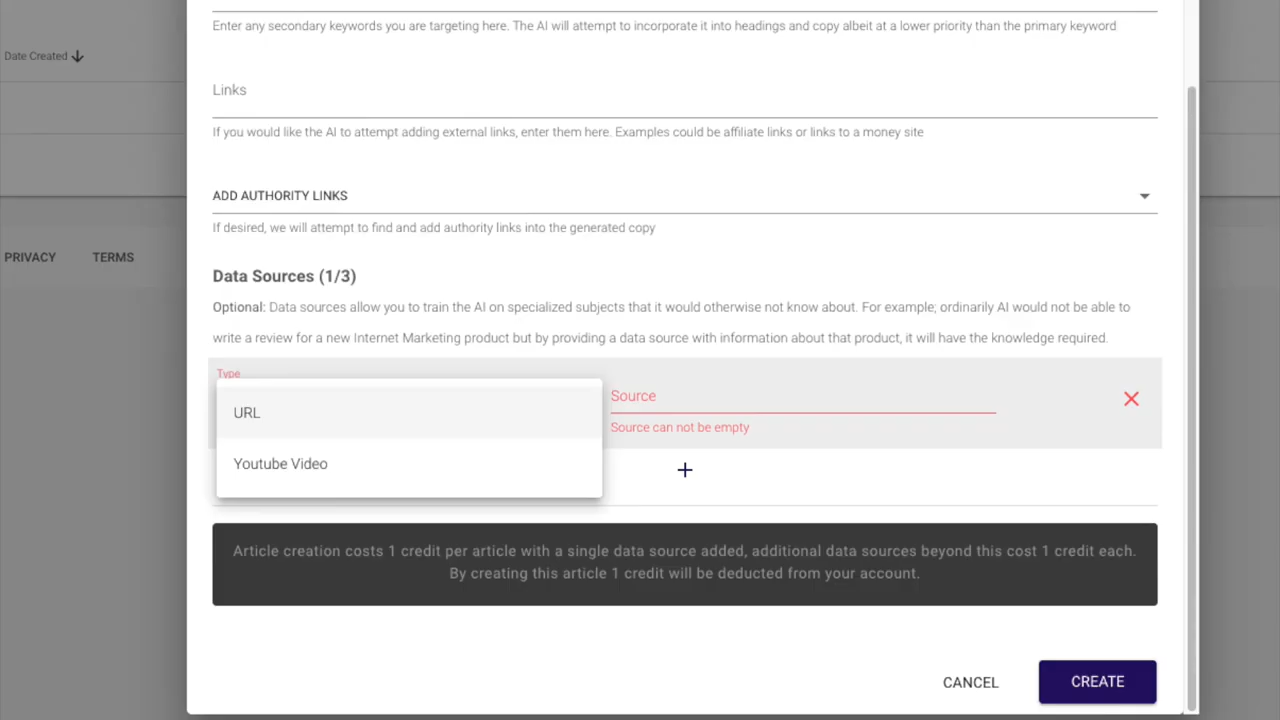 Enter any secondary keywords you are targeting here. The AI will attempt to incorporate it into headings and copy albeit at a lower priority than the primary keyword
Date Created
Links
If you would like the AI to attempt adding external links, enter them here. Examples could be affiliate links or links to a money site
ADD AUTHORITY LINKS
If desired, we will attempt to find and add authority links into the generated copy
PRIVACY TERMS
Data Sources (1/3)
Optional: Data sources allow you to train the AI on specialized subjects that it would otherwise not know about. For example; ordinarily AI would not be able to
write a review for a new Internet Marketing product but by providing a data source with information about that product, it will have the knowledge required.
Type
URL
Youtube Video
Source
Source can not be empty
Article creation costs 1 credit per article with a single data source added, additional data sources beyond this cost 1 credit each.
By creating this article 1 credit will be deducted from your account.
CANCEL
CREATE